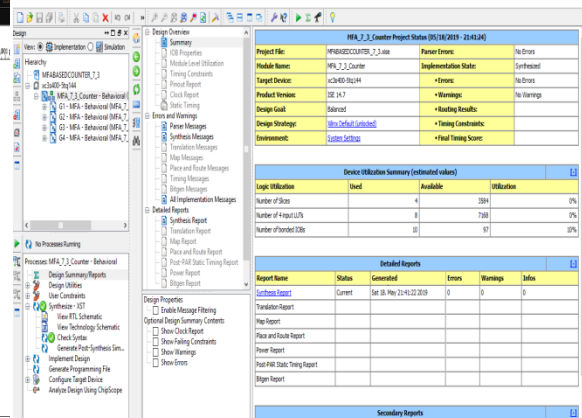 Design
View: Implementation Simulation
Hierarchy
MFABASEDCOUNTER_7_3
xc3s400-5tq144
MFA_7_3_Counter - Behavioral (
G1 - MFA - Behavioral (MFA_7_
G2 - MFA - Behavioral (MFA_7_
G3 - MFA - Behavioral (MFA_7_
G4 - MFA - Behavioral (MFA_7_
No Processes Running
Processes: MFA_7_3_Counter - Behavioral
Design Summary/Reports
Design Utilities
User Constraints
Synthesize - XST
View RTL Schematic
View Technology Schematic
Check Syntax
Generate Post-Synthesis Sim...
Implement Design
Generate Programming File
Configure Target Device
Analyze Design Using ChipScope
Design Overview
Summary
IOB Properties
Module Level Utilization
Timing Constraints
Pinout Report
Clock Report
Static Timing
Errors and Warnings
Parser Messages
Synthesis Messages
Translation Messages
Map Messages
Place and Route Messages
Timing Messages
Bitgen Messages
All Implementation Messages
Detailed Reports
Synthesis Report
Translation Report
Map Report
Place and Route Report
Post-PAR Static Timing Report
Power Report
Bitgen Report
Design Properties
Enable Message Filtering
Optional Design Summary Contents
Show Clock Report
Show Failing Constraints
Show Warnings
Show Errors
MFA_7_3_Counter Project Status (05/18/2019 - 21:41:24)
Project File: MFABASEDCOUNTER_7_3.xise Parser Errors: No Errors
Module Name: MFA_7_3_Counter Implementation State: Synthesized
Target Device: xc3s400-5tq144 •Errors: No Errors
Product Version: ISE 14.7 •Warnings: No Warnings
Design Goal: Balanced •Routing Results:
Design Strategy: Xilinx Default (unlocked) •Timing Constraints:
Environment: System Settings •Final Timing Score:
Device Utilization Summary (estimated values) [-]
Logic Utilization Used Available Utilization
Number of Slices 4 3584 0%
Number of 4 input LUTs 8 7168 0%
Number of bonded IOBs 10 97 10%
Detailed Reports [-]
Report Name Status Generated Errors Warnings Infos
Synthesis Report Current Sat 18. May 21:41:22 2019 0 0 0
Translation Report
Map Report
Place and Route Report
Power Report
Post-PAR Static Timing Report
Bitgen Report
Secondary Reports [-]